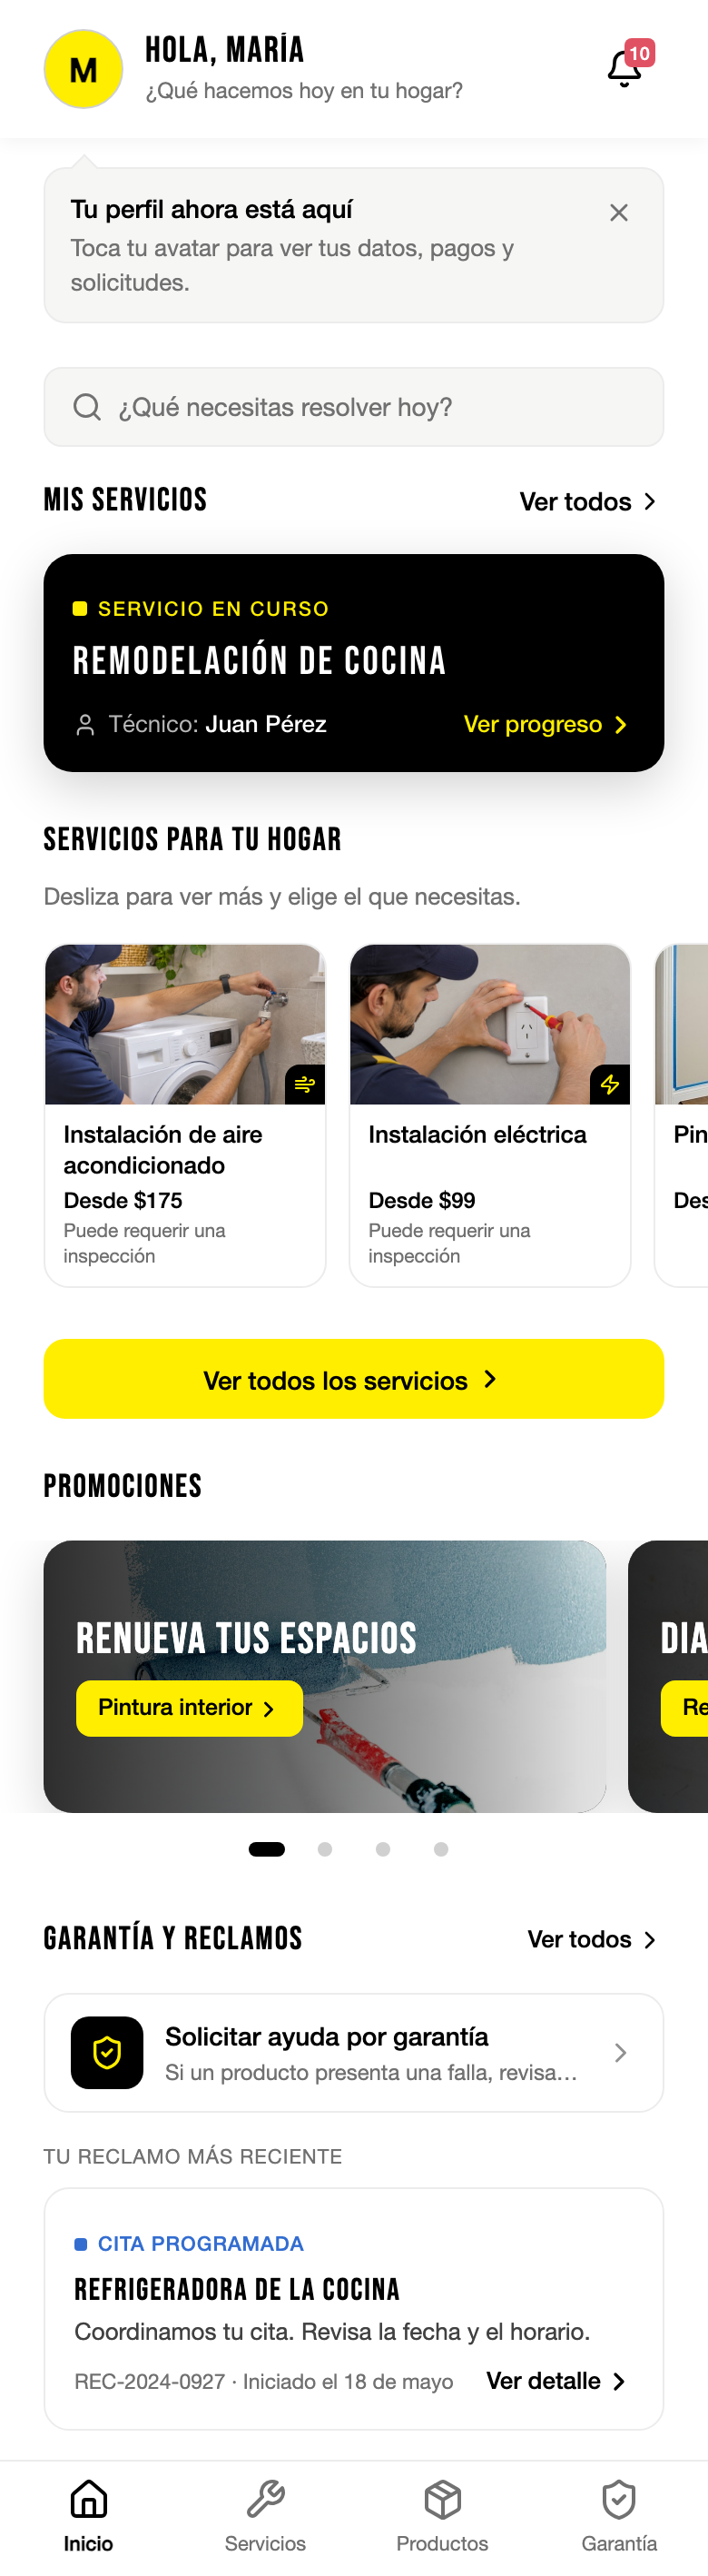 M
HOLA, MARÍA
¿Qué hacemos hoy en tu hogar?
10
Tu perfil ahora está aquí
Toca tu avatar para ver tus datos, pagos y
solicitudes.
¿Qué necesitas resolver hoy?
MIS SERVICIOS
Ver todos
SERVICIO EN CURSO
REMODELACIÓN DE COCINA
Técnico: Juan Pérez
Ver progreso
SERVICIOS PARA TU HOGAR
Desliza para ver más y elige el que necesitas.
Instalación de aire
acondicionado
Desde $175
Puede requerir una
inspección
Instalación eléctrica
Desde $99
Puede requerir una
inspección
Pin
Des
Ver todos los servicios
PROMOCIONES
RENUEVA TUS ESPACIOS
Pintura interior
DIA
Re
GARANTÍA Y RECLAMOS
Ver todos
Solicitar ayuda por garantía
Si un producto presenta una falla, revisa...
TU RECLAMO MÁS RECIENTE
CITA PROGRAMADA
REFRIGERADORA DE LA COCINA
Coordinamos tu cita. Revisa la fecha y el horario.
REC-2024-0927 · Iniciado el 18 de mayo
Ver detalle
Inicio
Servicios
Productos
Garantía